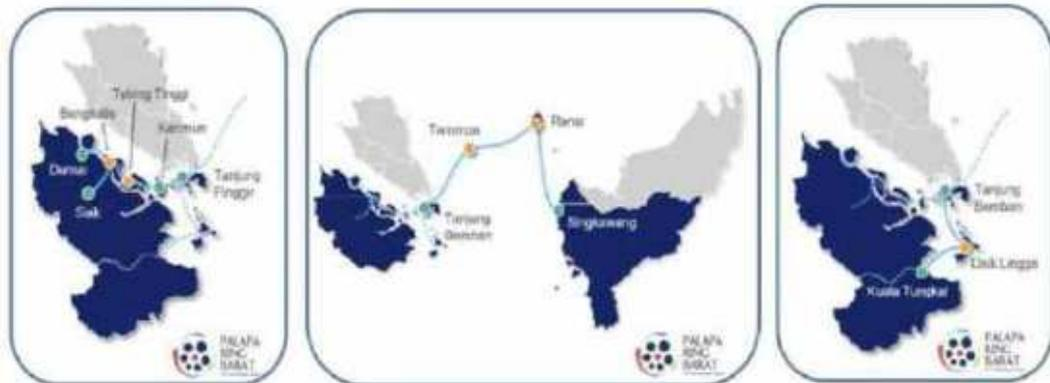 Tebing Tinggi
Bengkalis
Karimun
Dumai
Siak
Tanjung
Pinggir
PALAPA
RING
BARAT
Ranai
Tarempa
Tanjung
Bemban
Singkawang
PALAPA
RING
BARAT
Tanjung
Bemban
Daik Lingga
Kuala Tungkal
PALAPA
RING
BARAT